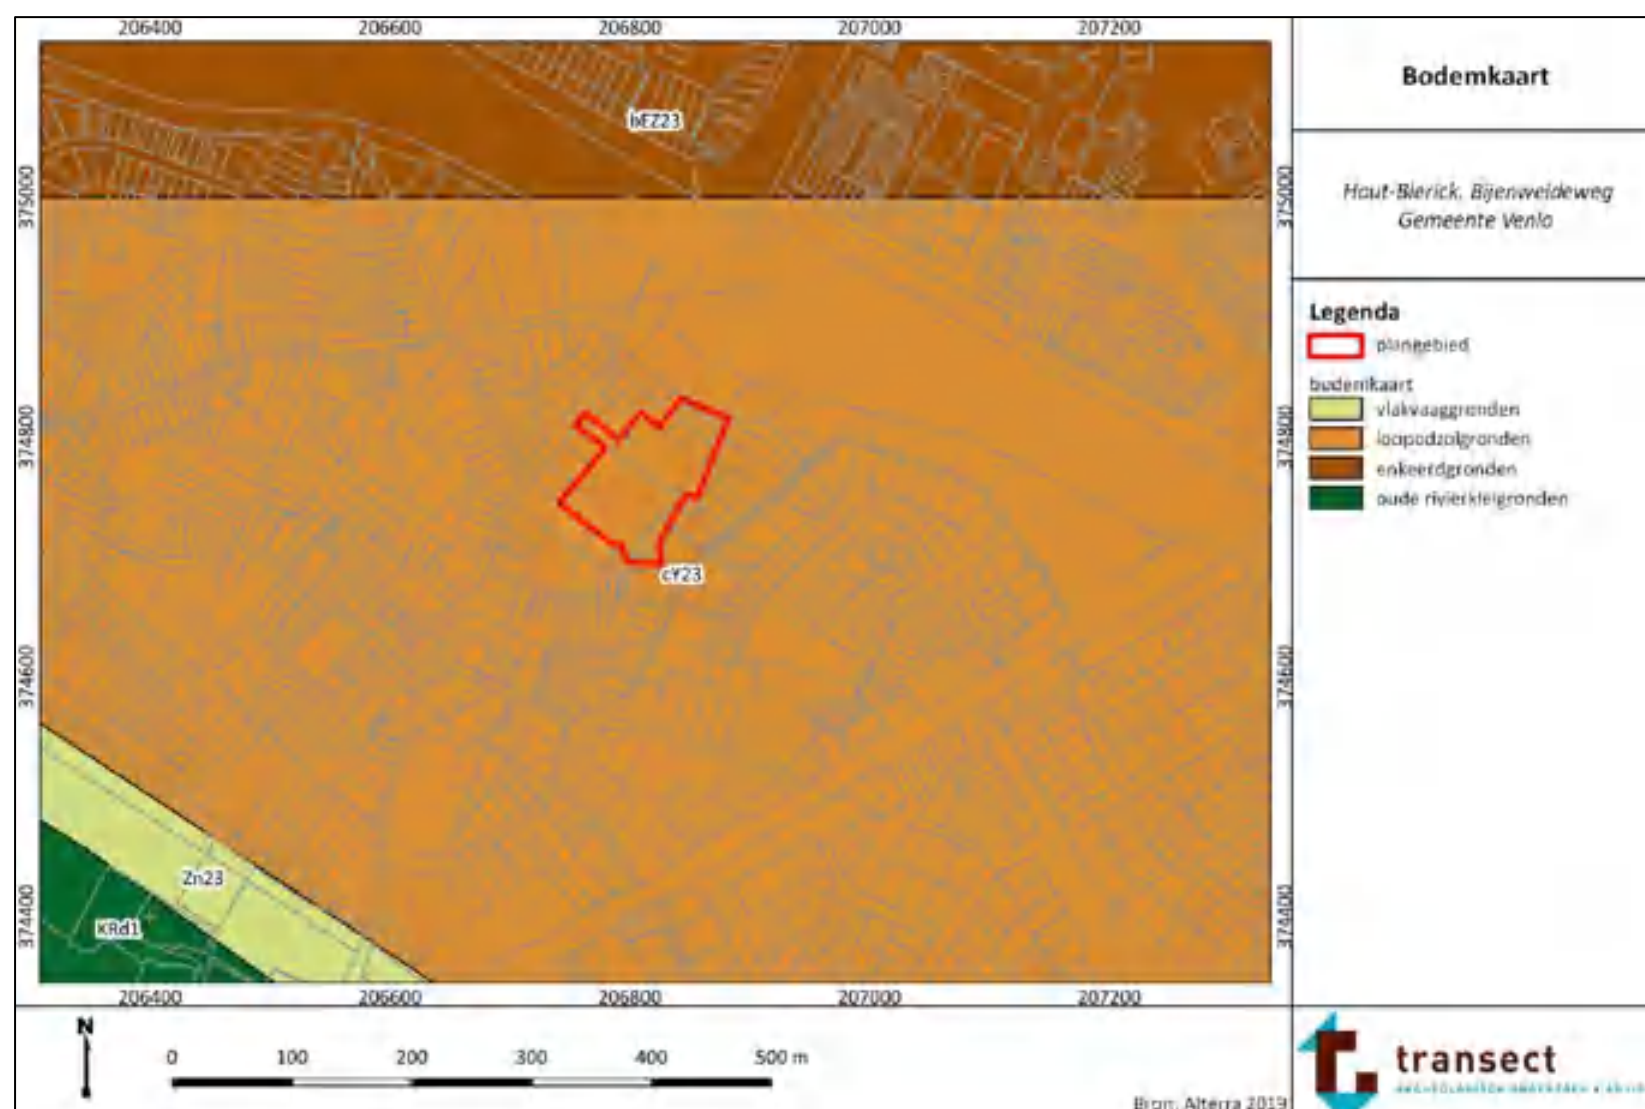 206400 206600 206800 207000 207200
Bodemkaart
bEZ23
375000
375000
Hout-Blerick, Bijenweideweg
Gemeente Venlo
Legenda
plangebied
bodemkaart
vlakvaaggronden
loopodzolgronden
enkeerdgronden
oude rivierkleigronden
374800
374800
cY23
374600
374600
Zn23
KRd1
374400
374400
206400 206600 206800 207000 207200
N
0 100 200 300 400 500 m
Bron: Alterra 2019
transect